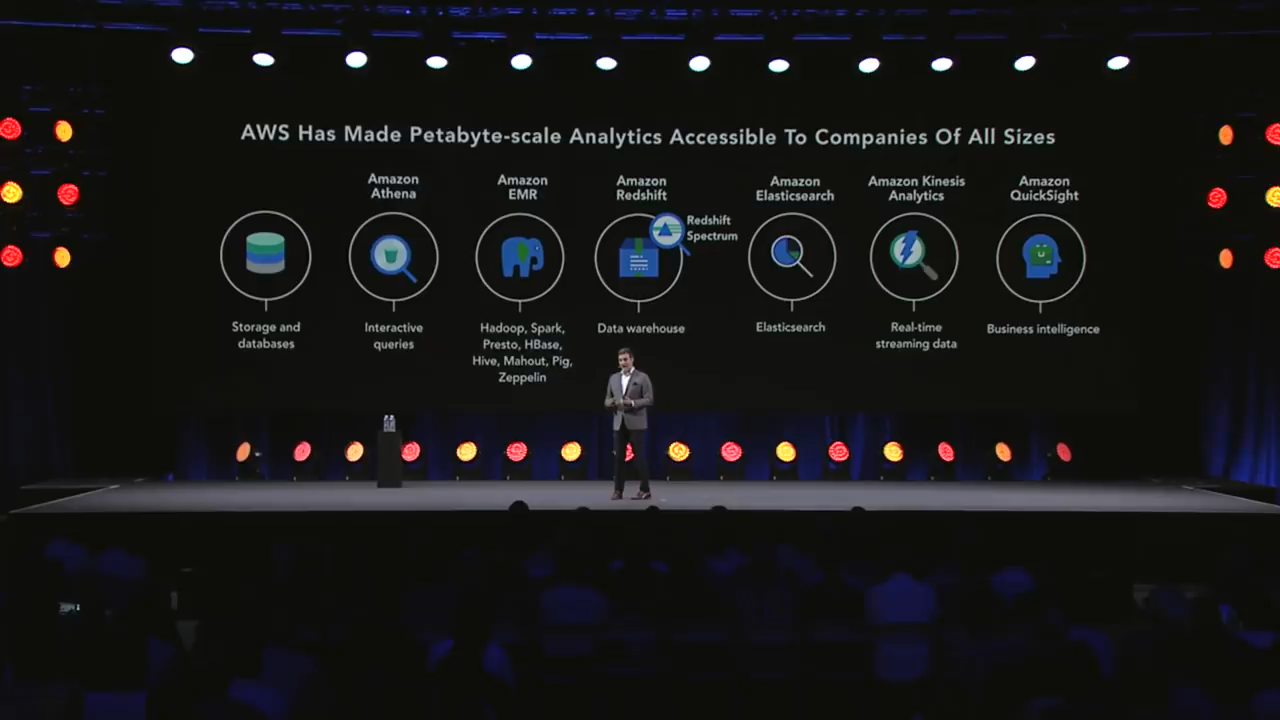 AWS Has Made Petabyte-scale Analytics Accessible To Companies Of All Sizes
Storage and
databases
Amazon
Athena
Interactive
queries
Amazon
EMR
Hadoop, Spark,
Presto, HBase,
Hive, Mahout, Pig,
Zeppelin
Amazon
Redshift
Redshift
Spectrum
Data warehouse
Amazon
Elasticsearch
Elasticsearch
Amazon Kinesis
Analytics
Real-time
streaming data
Amazon
QuickSight
Business intelligence